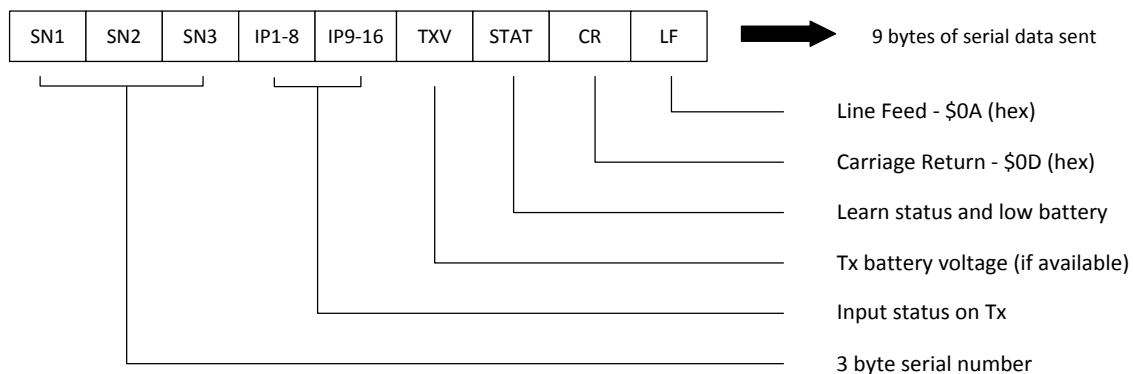 SN1 SN2 SN3 IP1-8 IP9-16 TXV STAT CR LF 9 bytes of serial data sent
Line Feed - $0A (hex)
Carriage Return - $0D (hex)
Learn status and low battery
Tx battery voltage (if available)
Input status on Tx
3 byte serial number